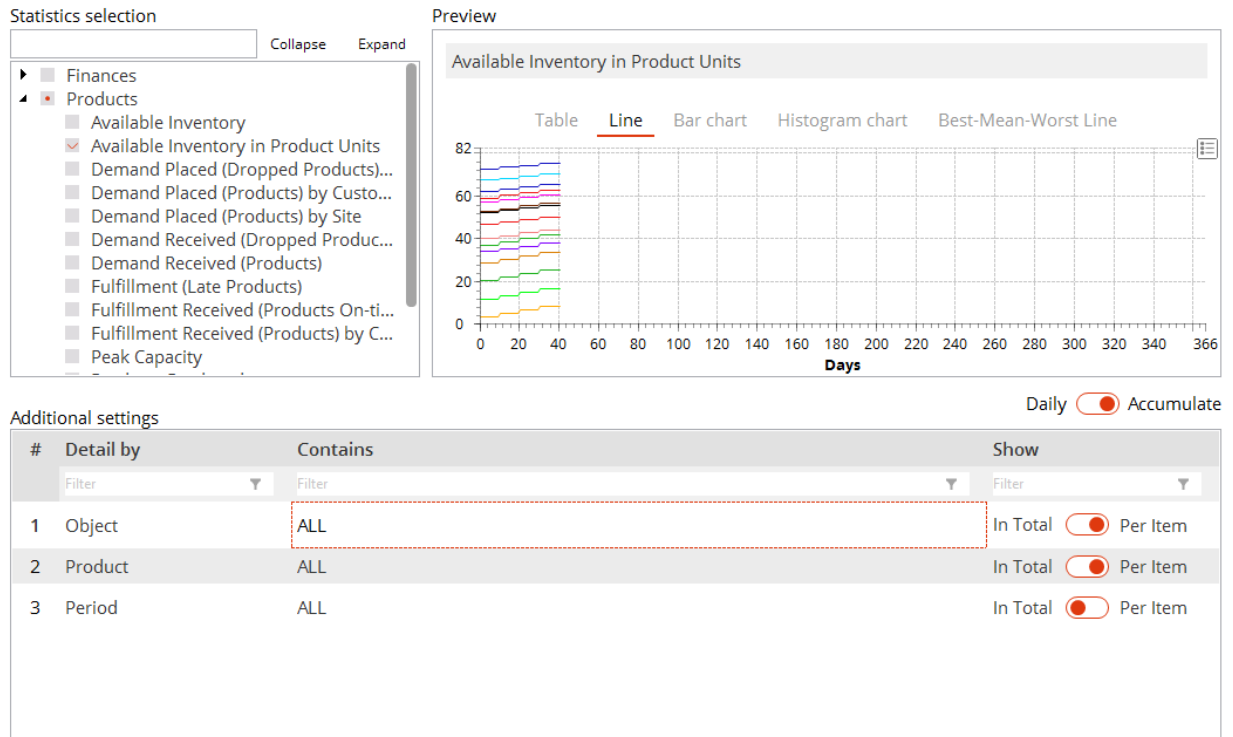 Statistics selection
Collapse Expand
Finances
Products
Available Inventory
Available Inventory in Product Units
Demand Placed (Dropped Products)...
Demand Placed (Products) by Custo...
Demand Placed (Products) by Site
Demand Received (Dropped Produc...
Demand Received (Products)
Fulfillment (Late Products)
Fulfillment Received (Products On-ti...
Fulfillment Received (Products) by C...
Peak Capacity
Preview
Available Inventory in Product Units
Table Line Bar chart Histogram chart Best-Mean-Worst Line
82
60
40
20
0
0 20 40 60 80 100 120 140 160 180 200 220 240 260 280 300 320 340 366
Days
Daily Accumulate
Additional settings
# Detail by Contains Show
Filter Filter Filter
1 Object ALL In Total Per Item
2 Product ALL In Total Per Item
3 Period ALL In Total Per Item